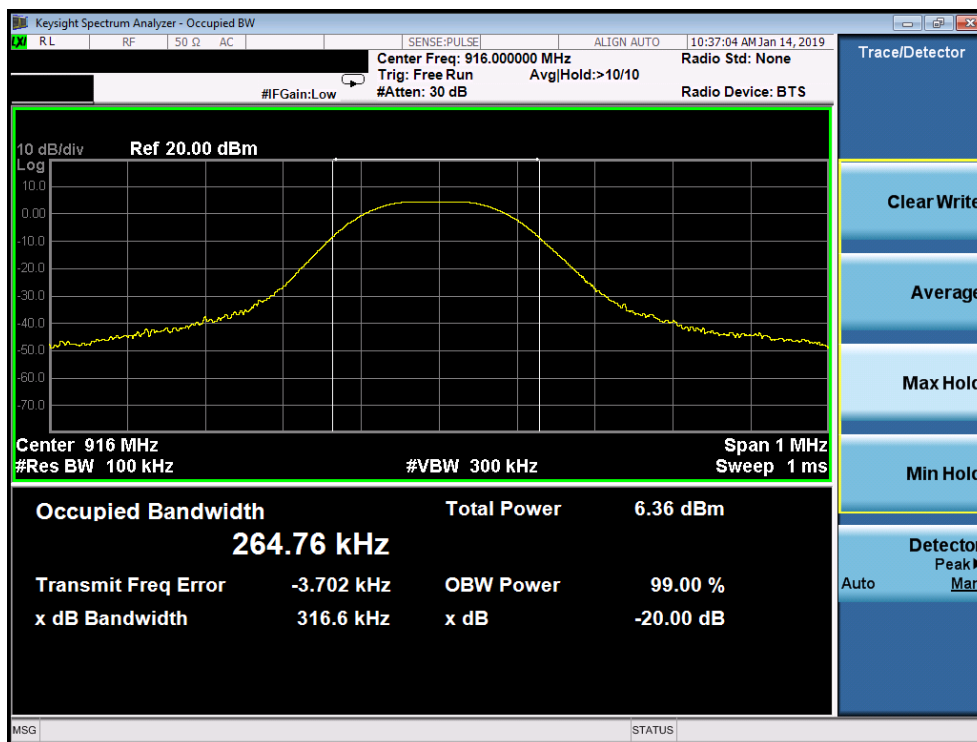 Keysight Spectrum Analyzer - Occupied BW
LXI RL RF 50 Ω AC SENSE:PULSE ALIGN AUTO 10:37:04 AM Jan 14, 2019
Center Freq: 916.000000 MHz Radio Std: None
Trig: Free Run Avg|Hold:>10/10
#IFGain:Low #Atten: 30 dB Radio Device: BTS
Trace/Detector
10 dB/div Ref 20.00 dBm
Log
10.0
0.00
-10.0
-20.0
-30.0
-40.0
-50.0
-60.0
-70.0
Center 916 MHz Span 1 MHz
#Res BW 100 kHz #VBW 300 kHz Sweep 1 ms
Occupied Bandwidth Total Power 6.36 dBm
264.76 kHz
Transmit Freq Error -3.702 kHz OBW Power 99.00 %
x dB Bandwidth 316.6 kHz x dB -20.00 dB
Clear Write
Average
Max Hold
Min Hold
Detector
Peak▶
Auto Man
MSG STATUS